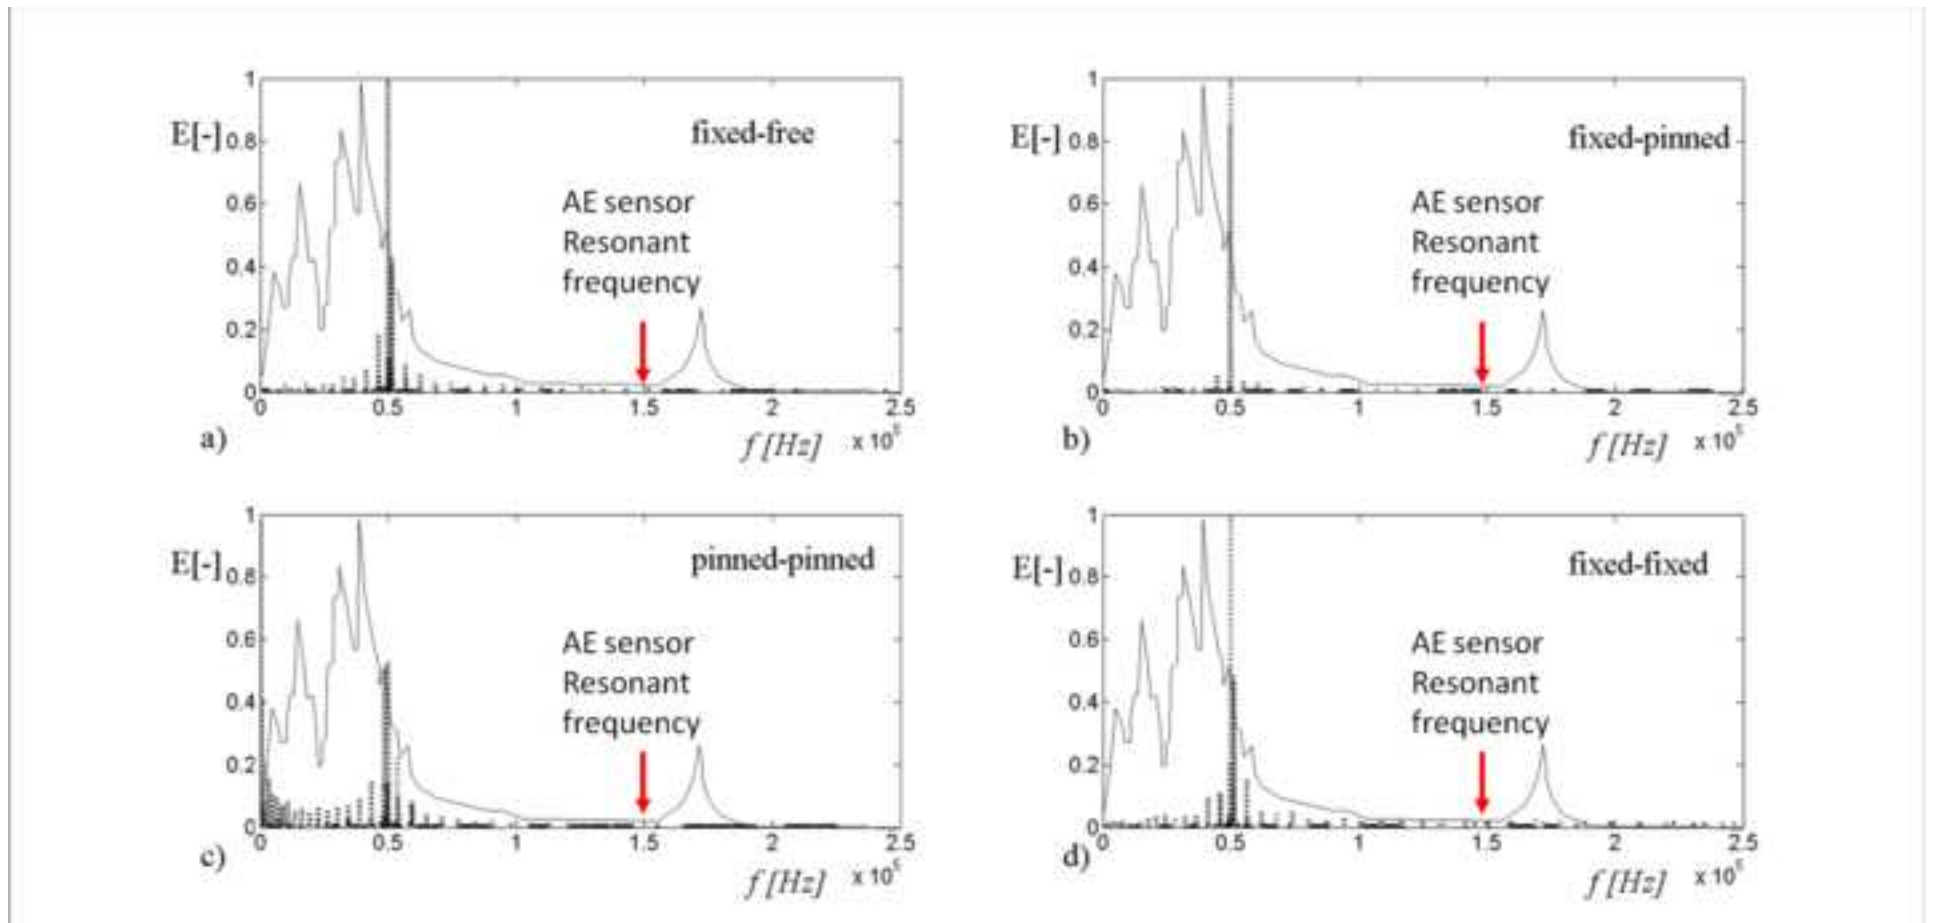 1
0.8
0.6
0.4
0.2
0
E[-]
fixed-free
AE sensor
Resonant
frequency
0 0.5 1 1.5 2 2.5
a)
f [Hz]
1
0.8
0.6
0.4
0.2
0
E[-]
fixed-pinned
AE sensor
Resonant
frequency
0 0.5 1 1.5 2 2.5
b)
f [Hz]
1
0.8
0.6
0.4
0.2
0
E[-]
pinned-pinned
AE sensor
Resonant
frequency
0 0.5 1 1.5 2 2.5
c)
f [Hz]
1
0.8
0.6
0.4
0.2
0
E[-]
fixed-fixed
AE sensor
Resonant
frequency
0 0.5 1 1.5 2 2.5
d)
f [Hz]